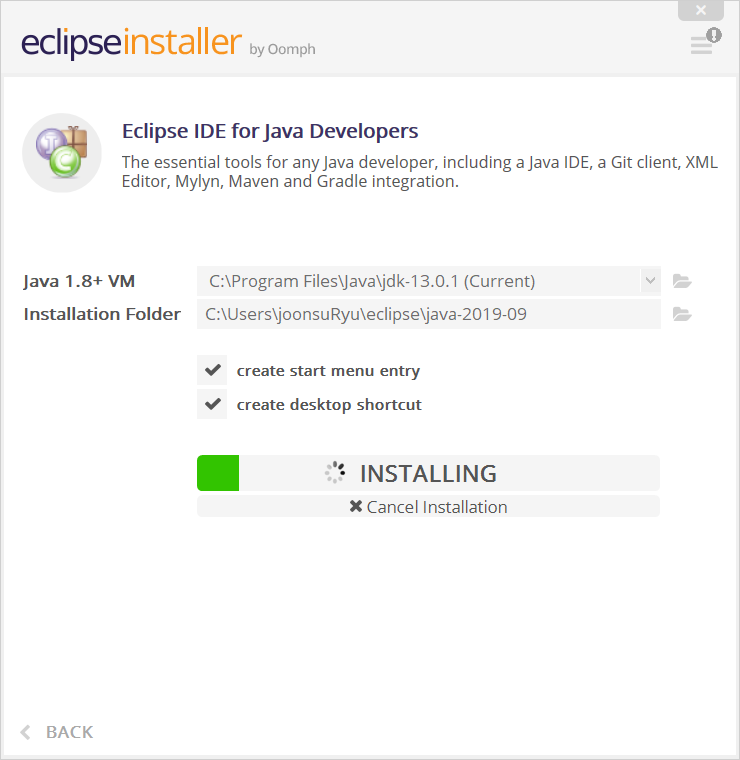 eclipseinstaller by Oomph
Eclipse IDE for Java Developers
The essential tools for any Java developer, including a Java IDE, a Git client, XML
Editor, Mylyn, Maven and Gradle integration.
Java 1.8+ VM C:\Program Files\Java\jdk-13.0.1 (Current)
Installation Folder C:\Users\joonsuRyu\eclipse\java-2019-09
create start menu entry
create desktop shortcut
INSTALLING
Cancel Installation
BACK